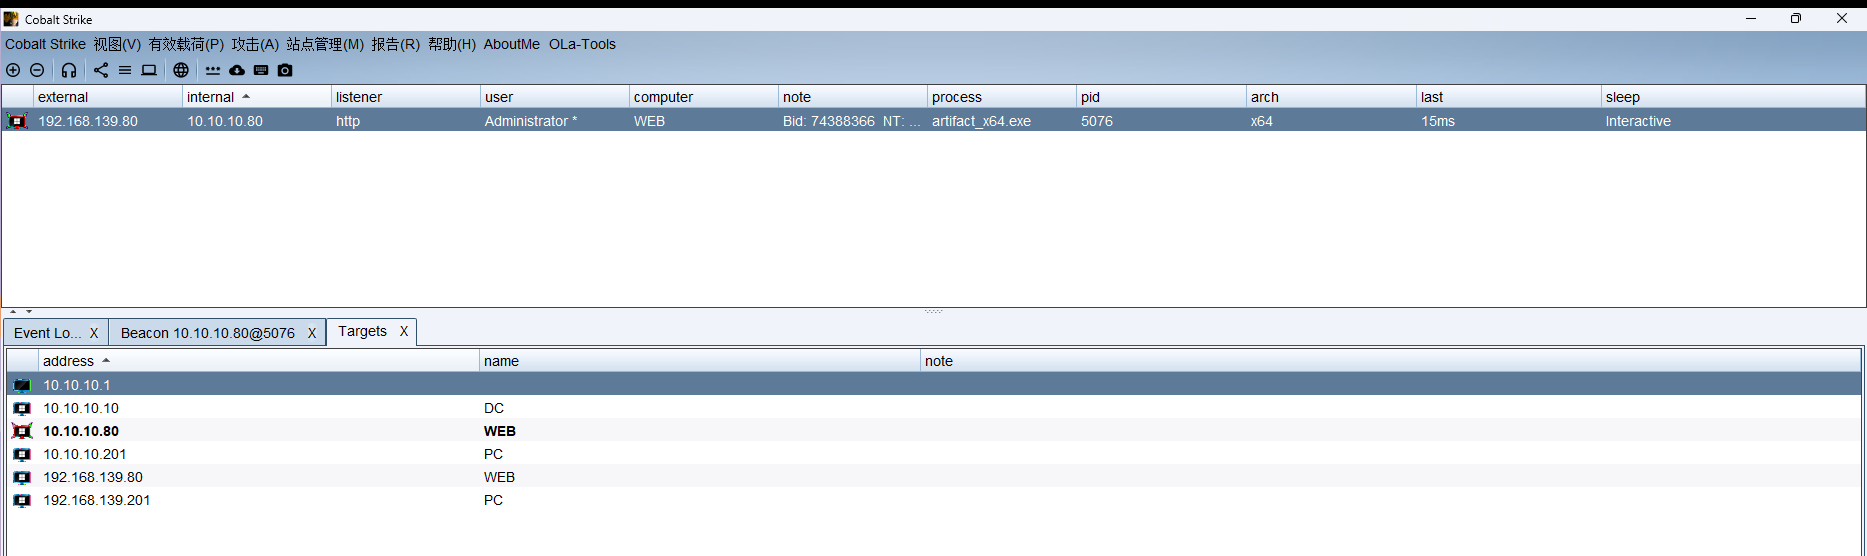 Cobalt Strike
Cobalt Strike 视图(V) 有效载荷(P) 攻击(A) 站点管理(M) 报告(R) 帮助(H) AboutMe OLa-Tools
external internal listener user computer note process pid arch last sleep
192.168.139.80 10.10.10.80 http Administrator * WEB Bid: 74388366 NT: ... artifact_x64.exe 5076 x64 15ms Interactive
Event Lo... X Beacon 10.10.10.80@5076 X Targets X
address name note
10.10.10.1
10.10.10.10 DC
10.10.10.80 WEB
10.10.10.201 PC
192.168.139.80 WEB
192.168.139.201 PC